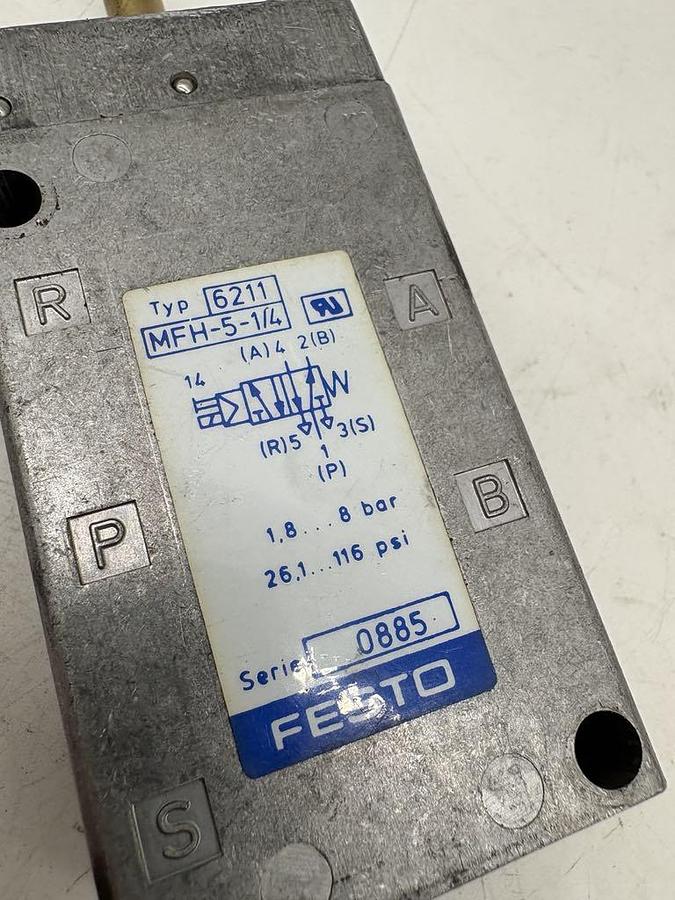 R
A
P
B
S
Typ 6211
MFH-5-1/4
(A) 4 2(B)
14
(R)5 3(S)
1
(P)
1,8...8 bar
26,1...116 psi
Serie 0885
FESTO